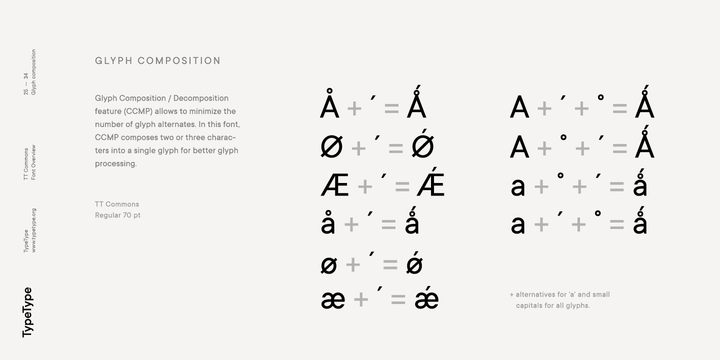 GLYPH COMPOSITION
Glyph Composition / Decomposition
feature (CCMP) allows to minimize the
number of glyph alternates. In this font,
CCMP composes two or three charac-
ters into a single glyph for better glyph
processing.
TT Commons
Regular 70 pt
Å + ´ = Ǻ
Ø + ´ = Ǿ
Æ + ´ = Ǽ
å + ´ = ǻ
ø + ´ = ǿ
æ + ´ = ǽ
A + ´ + ˚ = Ǻ
A + ˚ + ´ = Ǻ
a + ˚ + ´ = ǻ
a + ´ + ˚ = ǻ
+ alternatives for 'a' and small
capitals for all glyphs.
25 — 34
Glyph composition
TT Commons
Font Overview
TypeType
www.typetype.org
TypeType